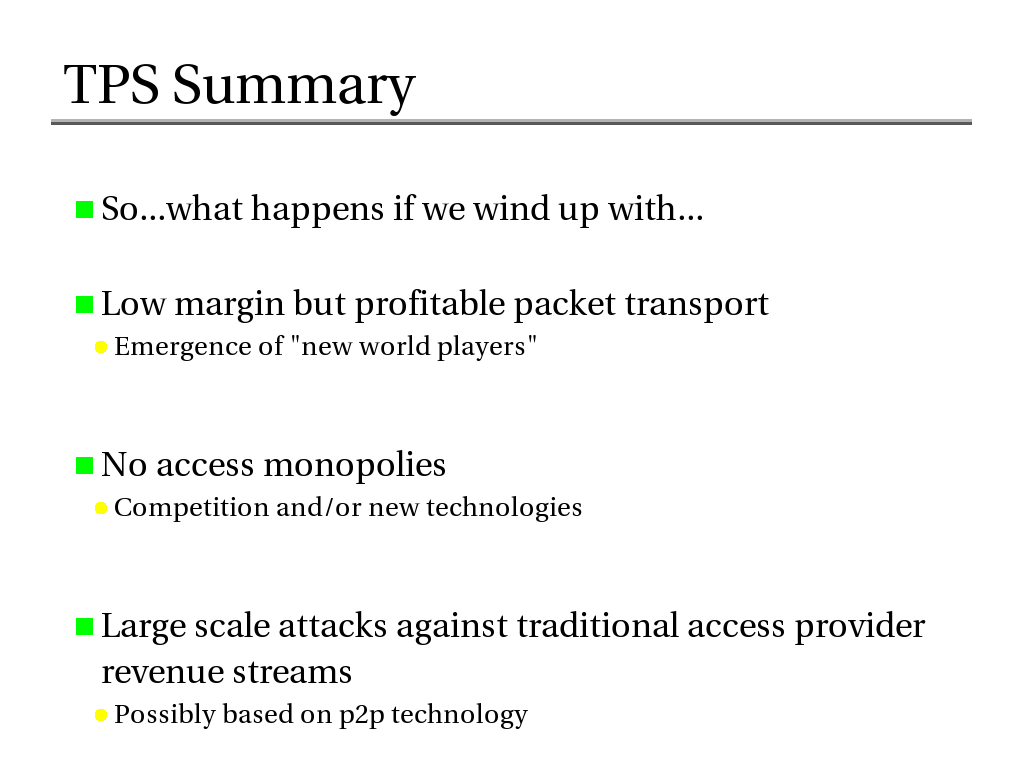 TPS Summary
So...what happens if we wind up with...
Low margin but profitable packet transport
Emergence of "new world players"
No access monopolies
Competition and/or new technologies
Large scale attacks against traditional access provider
revenue streams
Possibly based on p2p technology